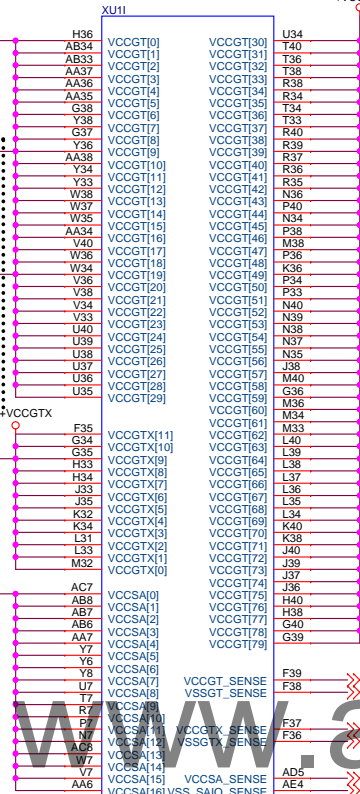 XU1I
H36 VCCGT[0]
AB34 VCCGT[1]
AB33 VCCGT[2]
AA37 VCCGT[3]
AA36 VCCGT[4]
AA35 VCCGT[5]
G38 VCCGT[6]
Y38 VCCGT[7]
G37 VCCGT[8]
Y36 VCCGT[9]
AA38 VCCGT[10]
Y34 VCCGT[11]
Y33 VCCGT[12]
W38 VCCGT[13]
W37 VCCGT[14]
W35 VCCGT[15]
AA34 VCCGT[16]
V40 VCCGT[17]
W36 VCCGT[18]
W34 VCCGT[19]
V36 VCCGT[20]
V38 VCCGT[21]
V34 VCCGT[22]
V33 VCCGT[23]
U40 VCCGT[24]
U39 VCCGT[25]
U38 VCCGT[26]
U37 VCCGT[27]
U36 VCCGT[28]
U35 VCCGT[29]
+VCCGTX
F35 VCCGTX[11]
G34 VCCGTX[10]
G35 VCCGTX[9]
H33 VCCGTX[8]
H34 VCCGTX[7]
J33 VCCGTX[6]
J35 VCCGTX[5]
K32 VCCGTX[4]
K34 VCCGTX[3]
L31 VCCGTX[2]
L33 VCCGTX[1]
M32 VCCGTX[0]
AC7 VCCSA[0]
AB8 VCCSA[1]
AB7 VCCSA[2]
AB6 VCCSA[3]
AA7 VCCSA[4]
Y7 VCCSA[5]
Y6 VCCSA[6]
Y8 VCCSA[7]
U7 VCCSA[8]
T7 VCCSA[9]
R7 VCCSA[10]
P7 VCCSA[11]
N7 VCCSA[12]
AC8 VCCSA[13]
W7 VCCSA[14]
V7 VCCSA[15]
AA6 VCCSA[16]
VCCGT[30] U34
VCCGT[31] T40
VCCGT[32] T36
VCCGT[33] T38
VCCGT[34] R38
VCCGT[35] R34
VCCGT[36] T34
VCCGT[37] T33
VCCGT[38] R40
VCCGT[39] R39
VCCGT[40] R37
VCCGT[41] R36
VCCGT[42] R35
VCCGT[43] N36
VCCGT[44] P40
VCCGT[45] N34
VCCGT[46] P38
VCCGT[47] M38
VCCGT[48] P36
VCCGT[49] K36
VCCGT[50] P34
VCCGT[51] P33
VCCGT[52] N40
VCCGT[53] N39
VCCGT[54] N38
VCCGT[55] N37
VCCGT[56] N35
VCCGT[57] J38
VCCGT[58] M40
VCCGT[59] G36
VCCGT[60] M36
VCCGT[61] M34
VCCGT[62] M33
VCCGT[63] L40
VCCGT[64] L39
VCCGT[65] L38
VCCGT[66] L37
VCCGT[67] L36
VCCGT[68] L35
VCCGT[69] L34
VCCGT[70] K40
VCCGT[71] K38
VCCGT[72] J40
VCCGT[73] J39
VCCGT[74] J37
VCCGT[75] J36
VCCGT[76] H40
VCCGT[77] H38
VCCGT[78] G40
VCCGT[79] G39
VCCGT_SENSE F39
VSSGT_SENSE F38
VCCGTX_SENSE F37
VSSGTX_SENSE F36
VCCSA_SENSE AD5
VSS_SAIO_SENSE AE4
www.a